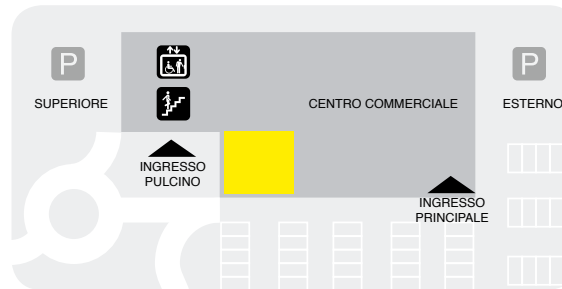 P
P
SUPERIORE
CENTRO COMMERCIALE
ESTERNO
INGRESSO
PULCINO
INGRESSO
PRINCIPALE